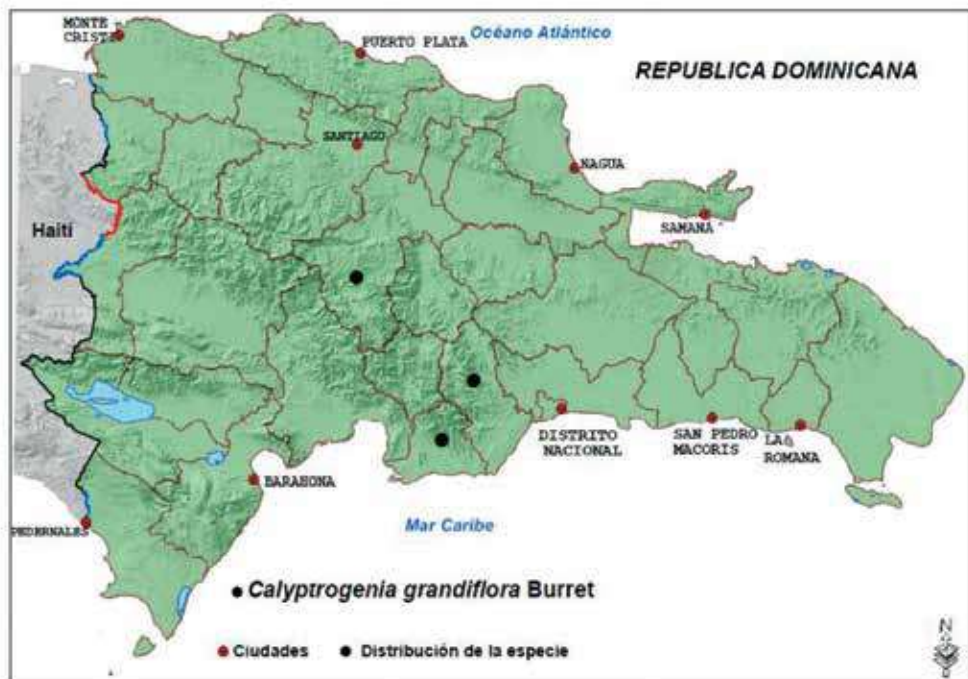 MONTE -
CRISTE
PUERTO PLATA
Océano Atlántico
REPUBLICA DOMINICANA
SANTIAGO
NAGUA
SAMANA
Haití
DISTRITO
NACIONAL
SAN PEDRO
MACORIS
LA
ROMANA
BARAHONA
PEDERNALES
Mar Caribe
Calyptrogenia grandiflora Burret
Ciudades
Distribución de la especie
N